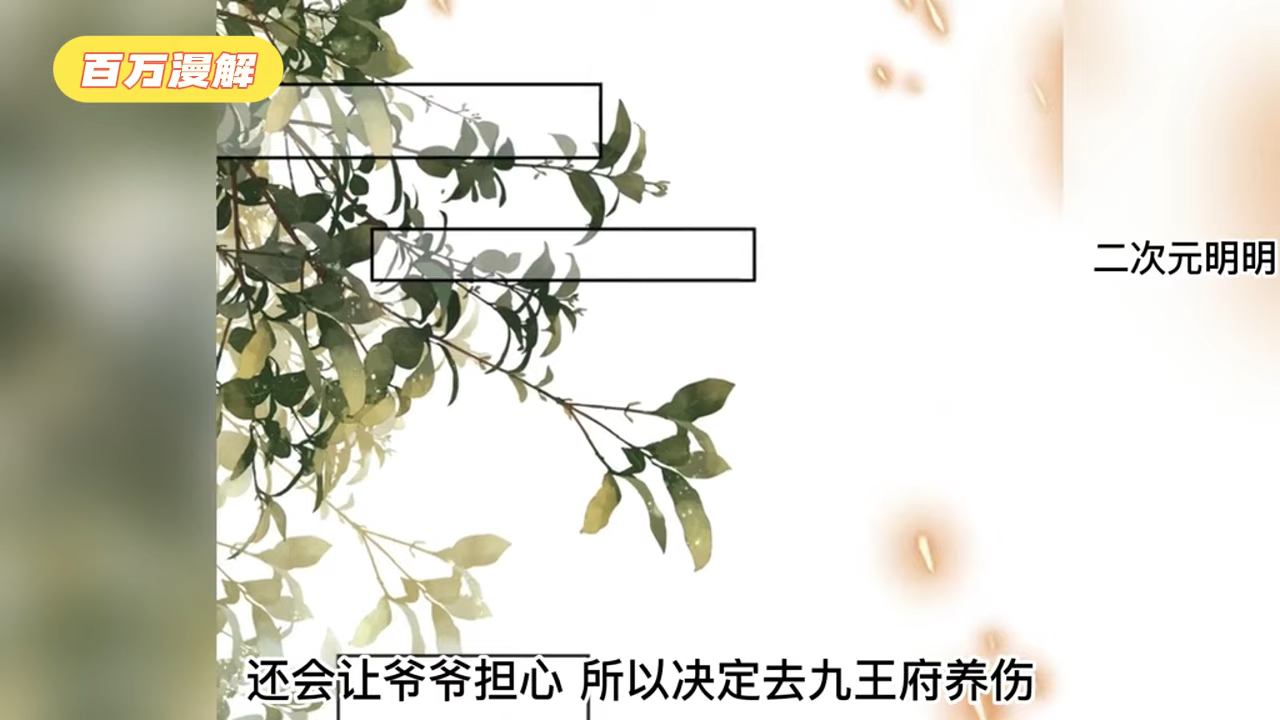 百万漫解
二次元明明
还会让爷爷担心 所以决定去九王府养伤